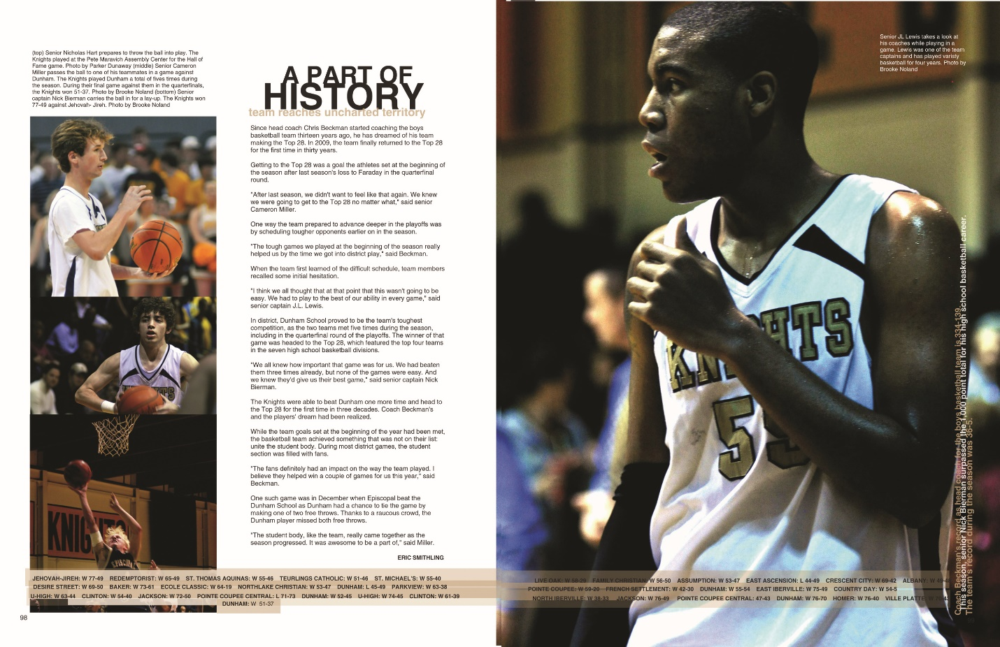 (top) Senior Nicholas Hart prepares to throw the ball into play. The
Knights played at the Pete Maravich Assembly Center for the Hall of
Fame game. Photo by Parker Dunaway (middle) Senior Cameron
Miller passes the ball to one of his teammates in a game against
Dunham. The Knights played Dunham a total of fives times during
the season. During their final game against them in the quarterfinals,
the Knights won 51-37. Photo by Brooke Noland (bottom) Senior
captain Nick Bierman carries the ball in for a lay-up. The Knights won
77-49 against Jehovah- Jireh. Photo by Brooke Noland
A PART OF
HISTORY
team reaches uncharted territory
Since head coach Chris Beckman started coaching the boys
basketball team thirteen years ago, he has dreamed of his team
making the Top 28. In 2009, the team finally returned to the Top 28
for the first time in thirty years.
Getting to the Top 28 was a goal the athletes set at the beginning of
the season after last season's loss to Faraday in the quarterfinal
round.
"After last season, we didn't want to feel like that again. We knew
we were going to get to the Top 28 no matter what," said senior
Cameron Miller.
One way the team prepared to advance deeper in the playoffs was
by scheduling tougher opponents earlier on in the season.
"The tough games we played at the beginning of the season really
helped us by the time we got into district play," said Beckman.
When the team first learned of the difficult schedule, team members
recalled some initial hesitation.
"I think we all thought that at that point that this wasn't going to be
easy. We had to play to the best of our ability in every game," said
senior captain J.L. Lewis.
In district, Dunham School proved to be the team's toughest
competition, as the two teams met five times during the season,
including in the quarterfinal round of the playoffs. The winner of that
game was headed to the Top 28, which featured the top four teams
in the seven high school basketball divisions.
"We all knew how important that game was for us. We had beaten
them three times already, but none of the games were easy. And
we knew they'd give us their best game," said senior captain Nick
Bierman.
The Knights were able to beat Dunham one more time and head to
the Top 28 for the first time in three decades. Coach Beckman's
and the players' dream had been realized.
While the team goals set at the beginning of the year had been met,
the basketball team achieved something that was not on their list:
unite the student body. During most district games, the student
section was filled with fans.
"The fans definitely had an impact on the way the team played. I
believe they helped win a couple of games for us this year," said
Beckman.
One such game was in December when Episcopal beat the
Dunham School as Dunham had a chance to tie the game by
making one of two free throws. Thanks to a raucous crowd, the
Dunham player missed both free throws.
"The student body, like the team, really came together as the
season progressed. It was awesome to be a part of," said Miller.
ERIC SMITHLING
KNIGHTS
EPISCOPAL
JEHOVAH-JIREH: W 77-49 REDEMPTORIST: W 65-49 ST. THOMAS AQUINAS: W 55-46 TEURLINGS CATHOLIC: W 51-46 ST. MICHAEL'S: W 55-40
DESIRE STREET: W 69-50 BAKER: W 73-61 ECOLE CLASSIC: W 64-19 NORTHLAKE CHRISTIAN: W 53-47 DUNHAM: L 45-49 PARKVIEW: W 63-38
U-HIGH: W 63-44 CLINTON: W 54-40 JACKSON: W 72-50 POINTE COUPEE CENTRAL: L 71-73 DUNHAM: W 52-45 U-HIGH: W 74-45 CLINTON: W 61-39
DUNHAM: W 51-37
98
Senior JL Lewis takes a look at
his coaches while playing in a
game. Lewis was one of the team
captains and has played varisty
basketball for four years. Photo by
Brooke Noland
KNIGHTS
53
LIVE OAK: W 58-29 FAMILY CHRISTIAN: W 56-50 ASSUMPTION: W 53-47 EAST ASCENSION: L 44-49 CRESCENT CITY: W 69-42 ALBANY: W
POINTE COUPEE: W 59-20 FRENCH SETTLEMENT: W 42-30 DUNHAM: W 55-54 EAST IBERVILLE: W 75-49 COUNTRY DAY: W 54-5
NORTH IBERVILLE: W 38-33 JACKSON: W 76-49 POINTE COUPEE CENTRAL: 47-43 DUNHAM: W 76-70 HOMER: W 76-40 VILLE PLATTE:
Coach Beckman's record as head coach for the boys basketball team is 334-139.
This season, senior Nick Bierman surpassed the 1,000 point total for his high school basketball career.
The team's record during the season was 36-5.